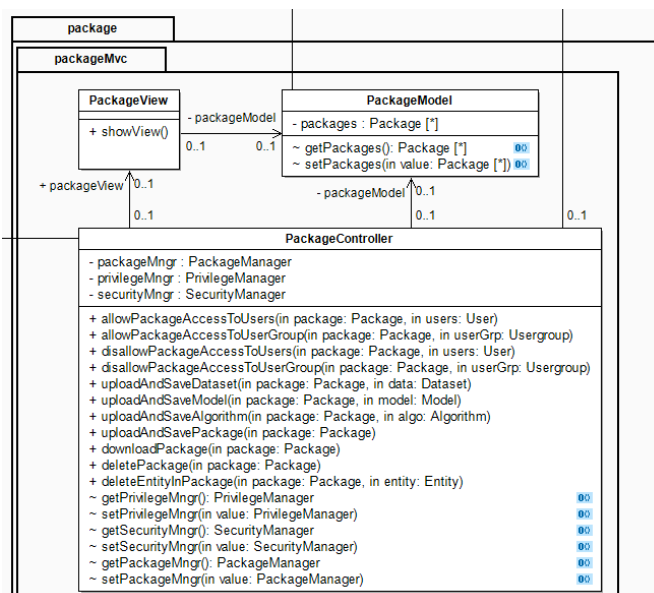 package
packageMvc
PackageView
+ showView()
- packageModel
0..1
0..1
PackageModel
- packages : Package [*]
~ getPackages(): Package [*]
~ setPackages(in value: Package [*])
+ packageView
0..1
0..1
- packageModel
0..1
0..1
0..1
PackageController
- packageMngr : PackageManager
- privilegeMngr : PrivilegeManager
- securityMngr : SecurityManager
+ allowPackageAccessToUsers(in package: Package, in users: User)
+ allowPackageAccessToUserGroup(in package: Package, in userGrp: Usergroup)
+ disallowPackageAccessToUsers(in package: Package, in users: User)
+ disallowPackageAccessToUserGroup(in package: Package, in userGrp: Usergroup)
+ uploadAndSaveDataset(in package: Package, in data: Dataset)
+ uploadAndSaveModel(in package: Package, in model: Model)
+ uploadAndSaveAlgorithm(in package: Package, in algo: Algorithm)
+ uploadAndSavePackage(in package: Package)
+ downloadPackage(in package: Package)
+ deletePackage(in package: Package)
+ deleteEntityInPackage(in package: Package, in entity: Entity)
~ getPrivilegeMngr(): PrivilegeManager
~ setPrivilegeMngr(in value: PrivilegeManager)
~ getSecurityMngr(): SecurityManager
~ setSecurityMngr(in value: SecurityManager)
~ getPackageMngr(): PackageManager
~ setPackageMngr(in value: PackageManager)